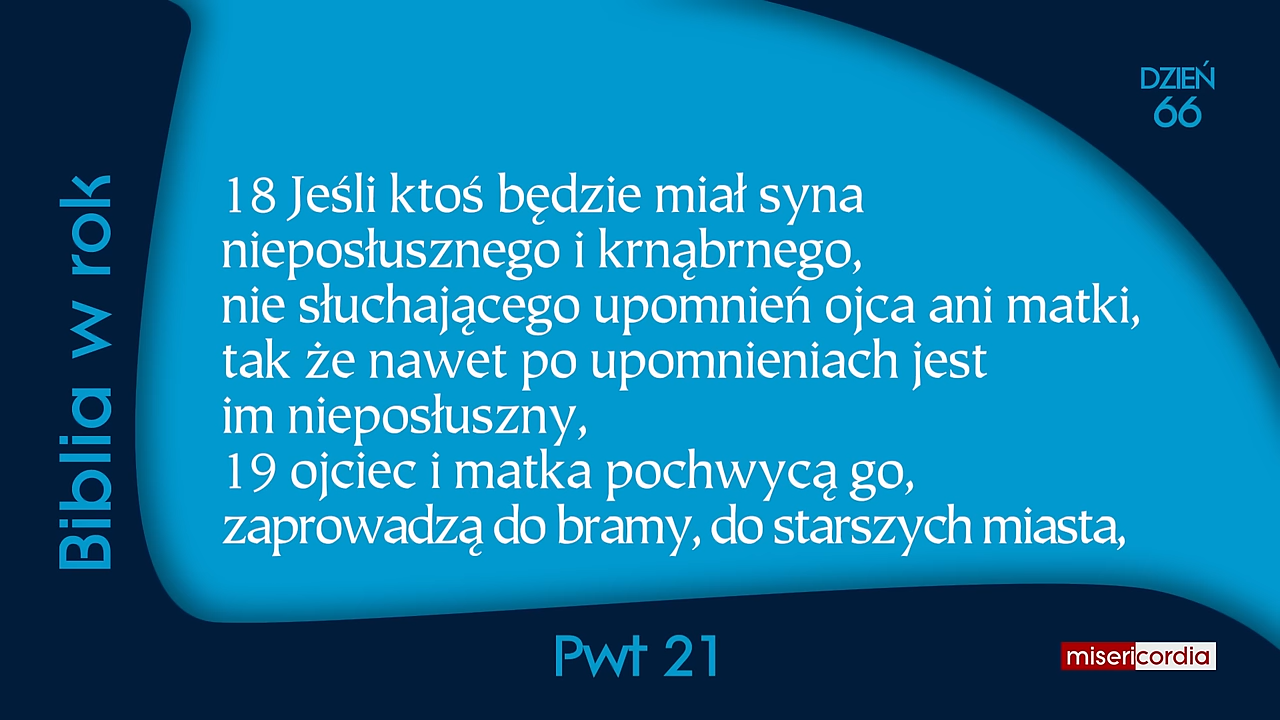 DZIEŃ
66
Biblia w rok
18 Jeśli ktoś będzie miał syna
nieposłusznego i krnąbrnego,
nie słuchającego upomnień ojca ani matki,
tak że nawet po upomnieniach jest
im nieposłuszny,
19 ojciec i matka pochwycą go,
zaprowadzą do bramy, do starszych miasta,
Pwt 21
misericordia